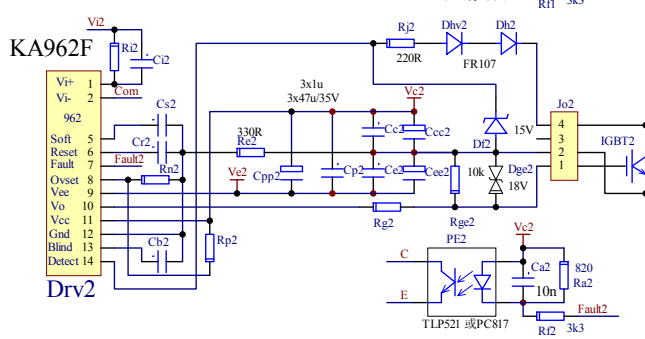 Rf1 3k3
Vi2
KA962F
Ri2
Ci2
Rj2
220R
Dhv2
Dh2
FR107
Vi+ 1
Vi- 2
Com
962
Soft 5
Reset 6
Fault 7
Fault2
Ovset 8
Vee 9
Vo 10
Vcc 11
Gnd 12
Blind 13
Detect 14
Drv2
Cs2
Cr2
Rn2
Cb2
Rp2
330R
Re2
Ve2
3x1u
3x47u/35V
Cpp2
Cp2
Vc2
Cc2
Ccc2
Ce2
Cee2
10k
Rge2
Rg2
Df2
15V
Dge2
18V
Jo2
4
3
2
1
IGBT2
PE2
C
E
TLP521 或PC817
Vc2
Ca2
10n
820
Ra2
Fault2
Rf2 3k3